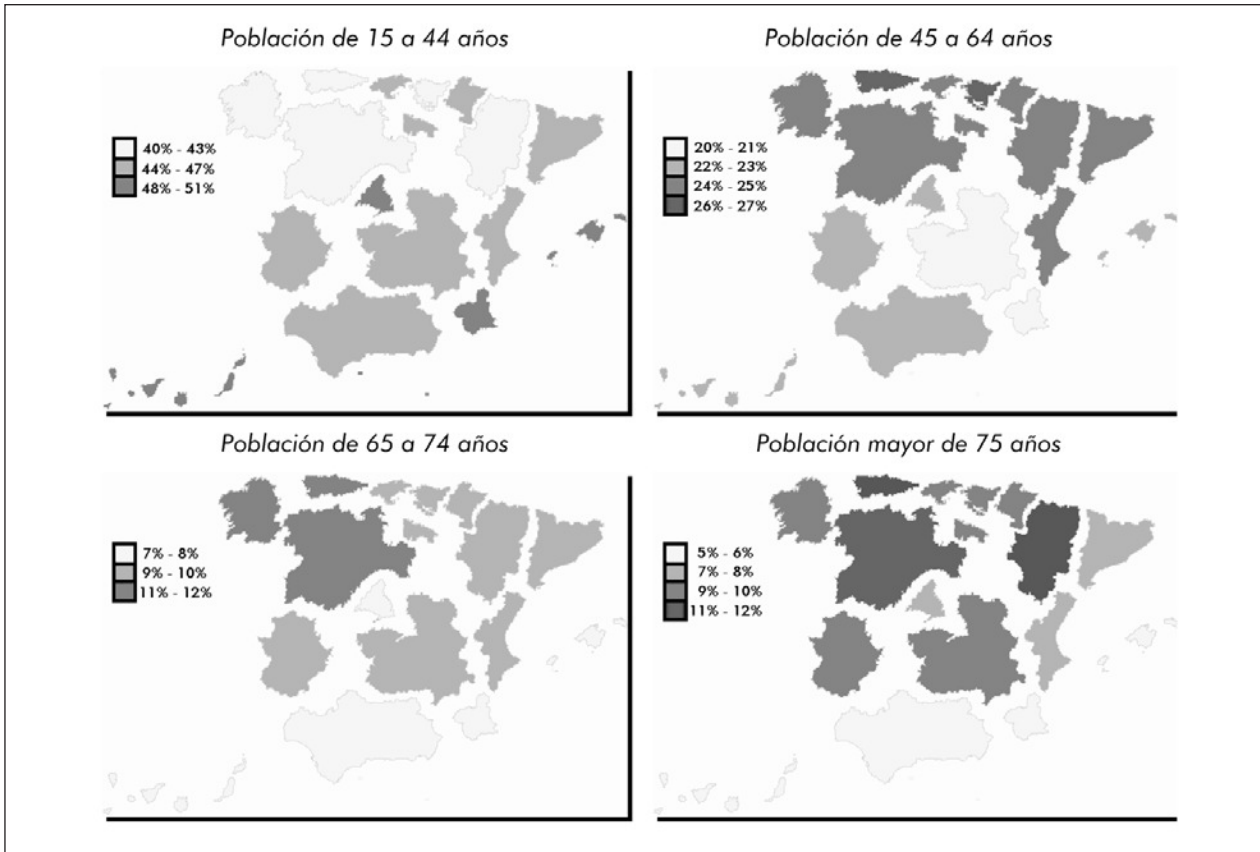 Población de 15 a 44 años
40% - 43%
44% - 47%
48% - 51%
Población de 45 a 64 años
20% - 21%
22% - 23%
24% - 25%
26% - 27%
Población de 65 a 74 años
7% - 8%
9% - 10%
11% - 12%
Población mayor de 75 años
5% - 6%
7% - 8%
9% - 10%
11% - 12%